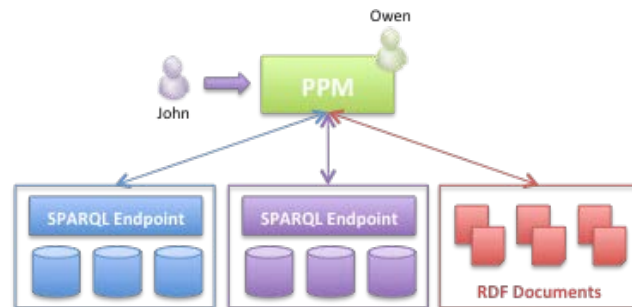 Owen
PPM
John
SPARQL Endpoint
SPARQL Endpoint
RDF Documents